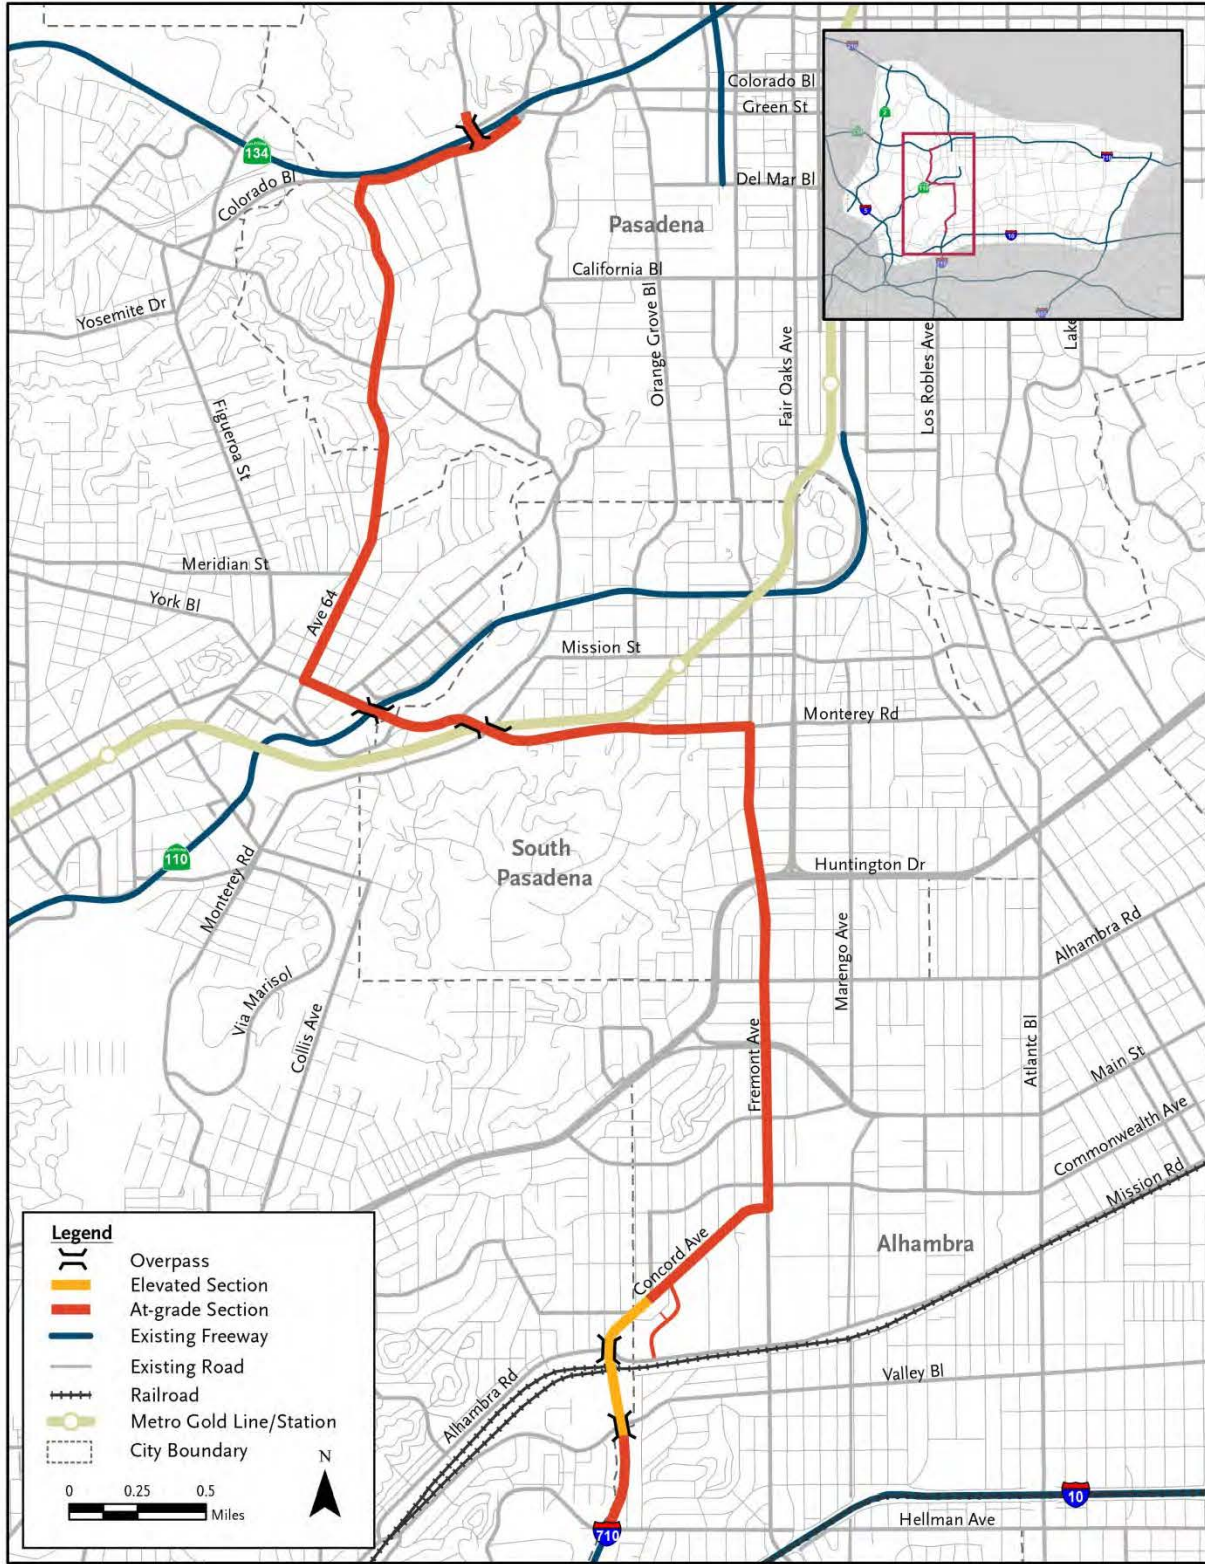 Colorado Bl
Green St
134
Del Mar Bl
Colorado Bl
Pasadena
2
5
10
California Bl
Orange Grove Bl
Fair Oaks Ave
Los Robles Ave
Lake
Yosemite Dr
Figueroa St
Meridian St
York Bl
Ave 64
Mission St
Monterey Rd
110
Monterey Rd
South
Pasadena
Huntington Dr
Marengo Ave
Alhambra Rd
Via Marisol
Collis Ave
Fremont Ave
Atlantc Bl
Main St
Commonwealth Ave
Mission Rd
Concord Ave
Alhambra
Alhambra Rd
Valley Bl
710
10
Hellman Ave
Legend
Overpass
Elevated Section
At-grade Section
Existing Freeway
Existing Road
Railroad
Metro Gold Line/Station
City Boundary
N
0 0.25 0.5
Miles